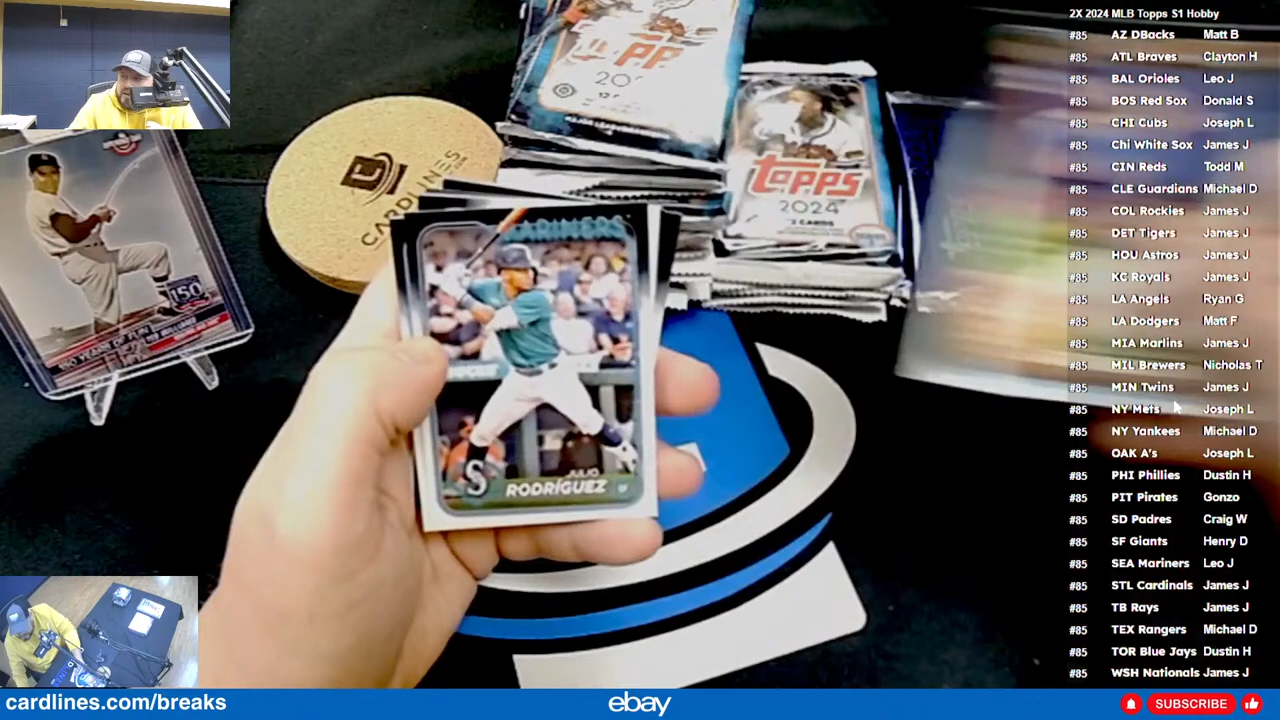 2X 2024 MLB Topps S1 Hobby
#85 AZ DBacks Matt B
#85 ATL Braves Clayton H
#85 BAL Orioles Leo J
#85 BOS Red Sox Donald S
#85 CHI Cubs Joseph L
#85 Chi White Sox James J
#85 CIN Reds Todd M
#85 CLE Guardians Michael D
#85 COL Rockies James J
#85 DET Tigers James J
#85 HOU Astros James J
#85 KC Royals James J
#85 LA Angels Ryan G
#85 LA Dodgers Matt F
#85 MIA Marlins James J
#85 MIL Brewers Nicholas T
#85 MIN Twins James J
#85 NY Mets Joseph L
#85 NY Yankees Michael D
#85 OAK A's Joseph L
#85 PHI Phillies Dustin H
#85 PIT Pirates Gonzo
#85 SD Padres Craig W
#85 SF Giants Henry D
#85 SEA Mariners Leo J
#85 STL Cardinals James J
#85 TB Rays James J
#85 TEX Rangers Michael D
#85 TOR Blue Jays Dustin H
#85 WSH Nationals James J
CARDLINES
.COM
TOPPS
2024
MARINERS
S
JULIO
RODRÍGUEZ
150
150 YEARS OF FUN
cardlines.com/breaks
ebay
SUBSCRIBE